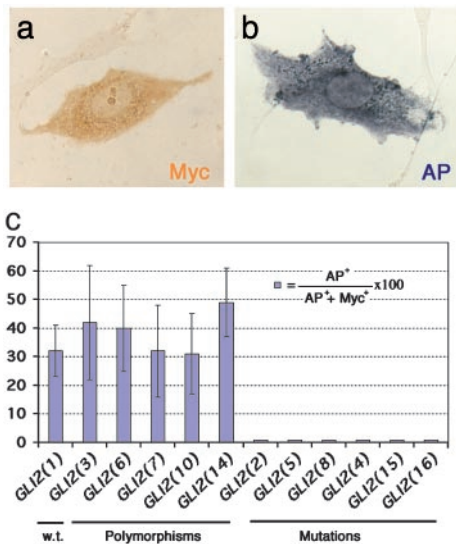 a
b
Myc
AP
C
70
60
50
40
30
20
10
0
= AP+ / AP++ Myc+ x100
GLI2(1)
GLI2(3)
GLI2(6)
GLI2(7)
GLI2(10)
GLI2(14)
GLI2(2)
GLI2(5)
GLI2(8)
GLI2(4)
GLI2(15)
GLI2(16)
w.t.
Polymorphisms
Mutations